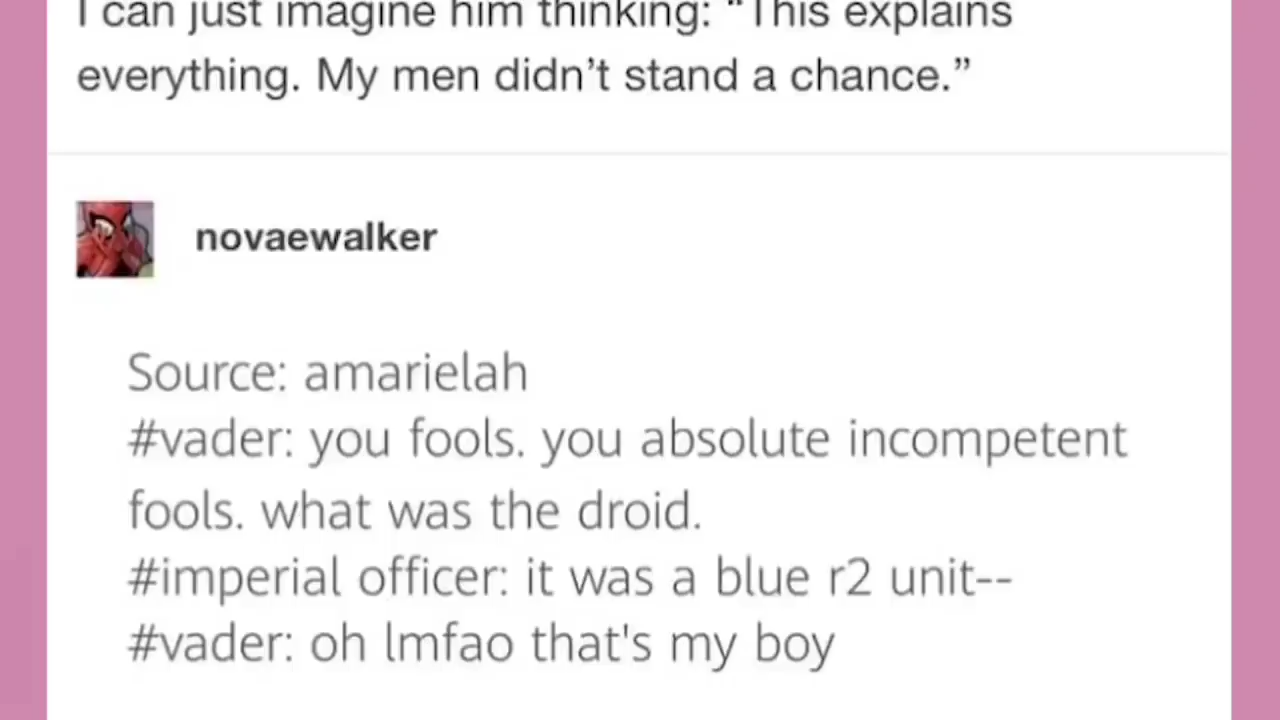 I can just imagine him thinking: “This explains
everything. My men didn’t stand a chance.”
novaewalker
Source: amarielah
#vader: you fools. you absolute incompetent
fools. what was the droid.
#imperial officer: it was a blue r2 unit--
#vader: oh lmfao that's my boy